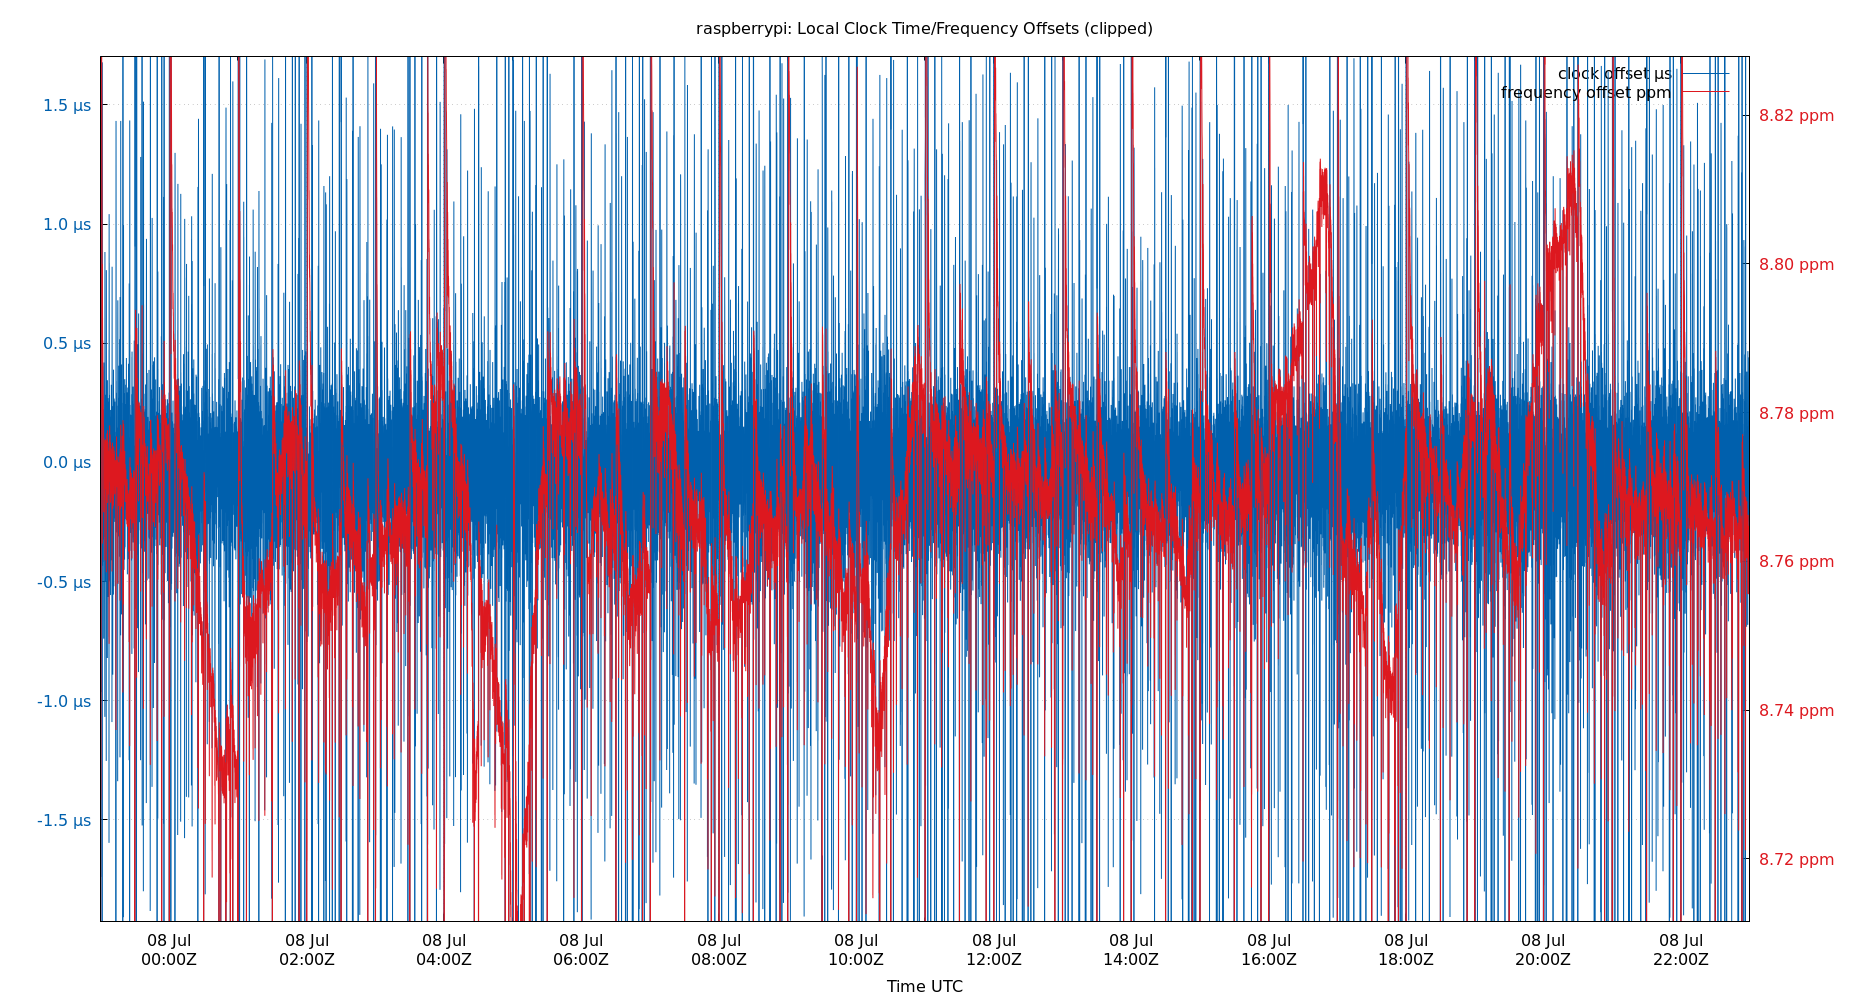 raspberrypi: Local Clock Time/Frequency Offsets (clipped)
clock offset µs
frequency offset ppm
1.5 µs
1.0 µs
0.5 µs
0.0 µs
-0.5 µs
-1.0 µs
-1.5 µs
8.82 ppm
8.80 ppm
8.78 ppm
8.76 ppm
8.74 ppm
8.72 ppm
08 Jul 08 Jul 08 Jul 08 Jul 08 Jul 08 Jul 08 Jul 08 Jul 08 Jul 08 Jul 08 Jul 08 Jul
00:00Z 02:00Z 04:00Z 06:00Z 08:00Z 10:00Z 12:00Z 14:00Z 16:00Z 18:00Z 20:00Z 22:00Z
Time UTC